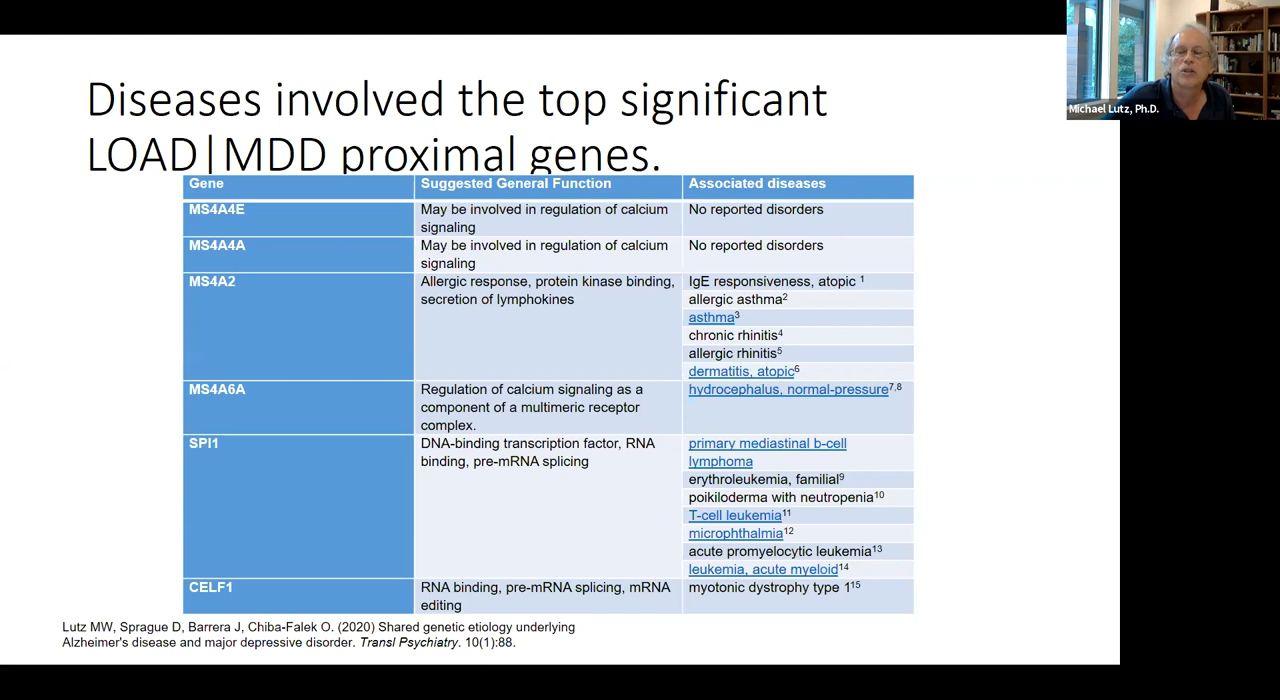 Michael Lutz, Ph.D.
Diseases involved the top significant
LOAD|MDD proximal genes.
Gene Suggested General Function Associated diseases
MS4A4E May be involved in regulation of calcium No reported disorders
signaling
MS4A4A May be involved in regulation of calcium No reported disorders
signaling
MS4A2 Allergic response, protein kinase binding, IgE responsiveness, atopic ¹
secretion of lymphokines allergic asthma²
asthma³
chronic rhinitis⁴
allergic rhinitis⁵
dermatitis, atopic⁶
MS4A6A Regulation of calcium signaling as a hydrocephalus, normal-pressure⁷,⁸
component of a multimeric receptor
complex.
SPI1 DNA-binding transcription factor, RNA primary mediastinal b-cell
binding, pre-mRNA splicing lymphoma
erythroleukemia, familial⁹
poikiloderma with neutropenia¹⁰
T-cell leukemia¹¹
microphthalmia¹²
acute promyelocytic leukemia¹³
leukemia, acute myeloid¹⁴
CELF1 RNA binding, pre-mRNA splicing, mRNA myotonic dystrophy type 1¹⁵
editing
Lutz MW, Sprague D, Barrera J, Chiba-Falek O. (2020) Shared genetic etiology underlying
Alzheimer's disease and major depressive disorder. Transl Psychiatry. 10(1):88.